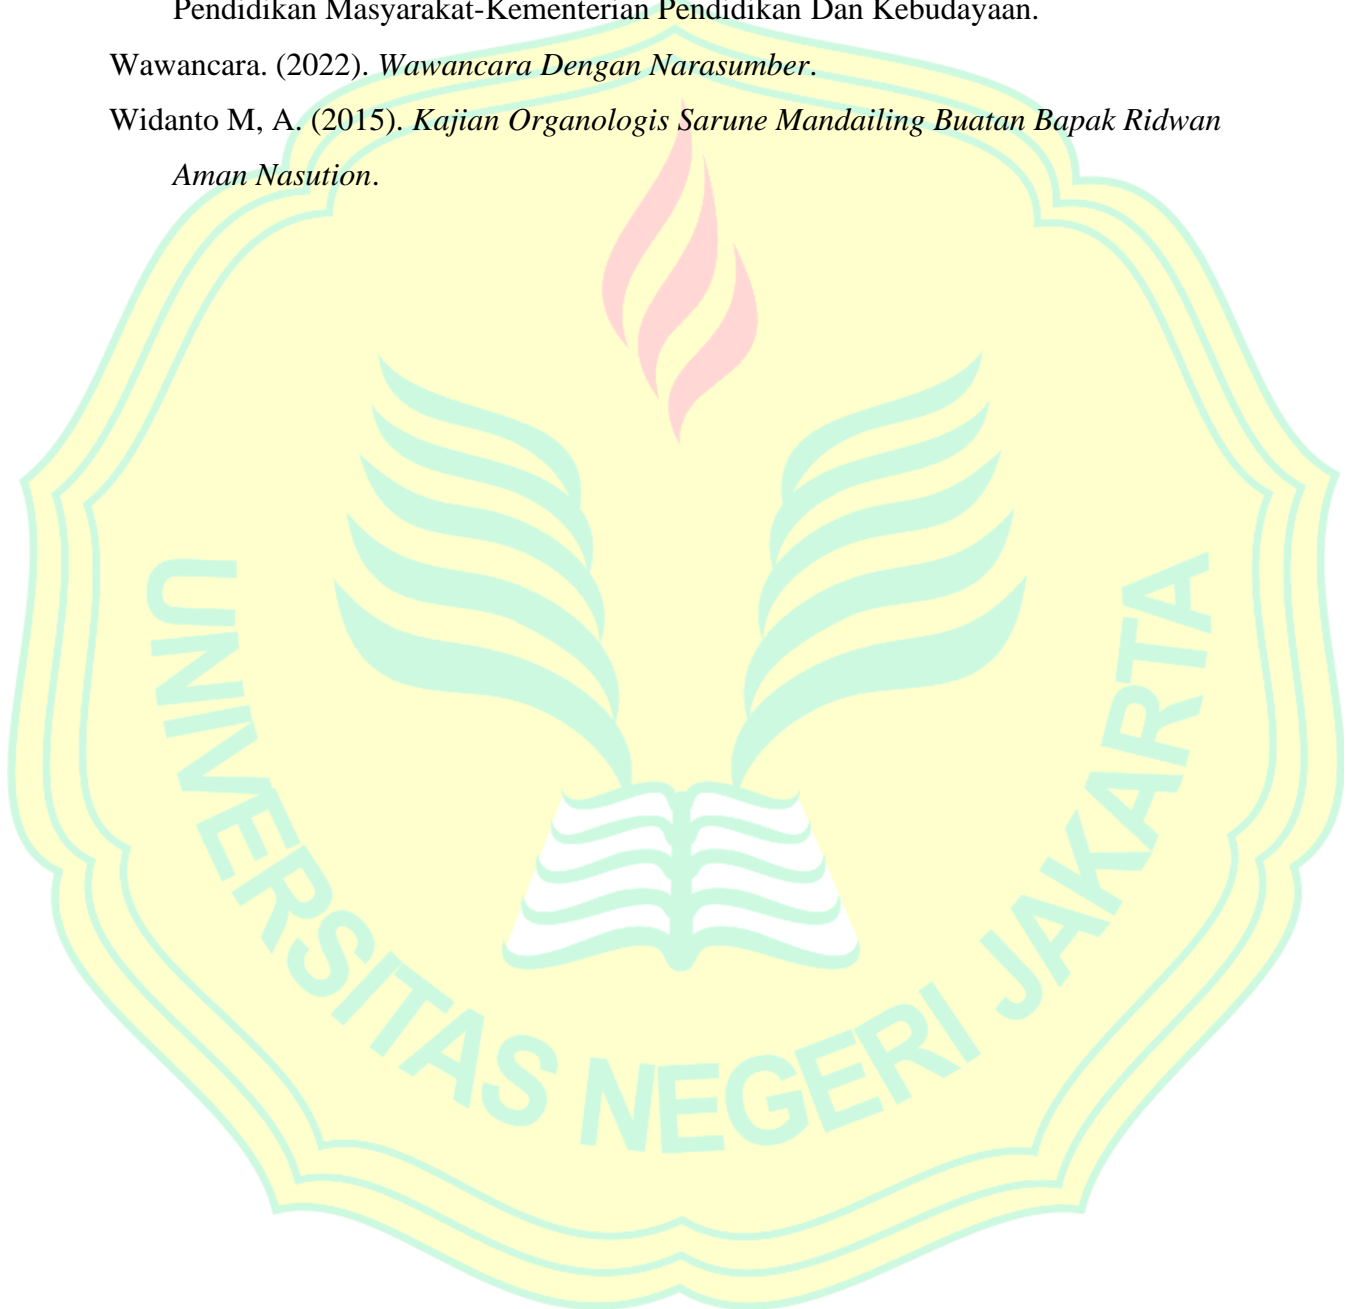 Pendidikan Masyarakat-Kementerian Pendidikan Dan Kebudayaan.
Wawancara. (2022). Wawancara Dengan Narasumber.
Widanto M, A. (2015). Kajian Organologis Sarune Mandailing Buatan Bapak Ridwan
Aman Nasution.
UNIVERSITAS NEGERI JAKARTA